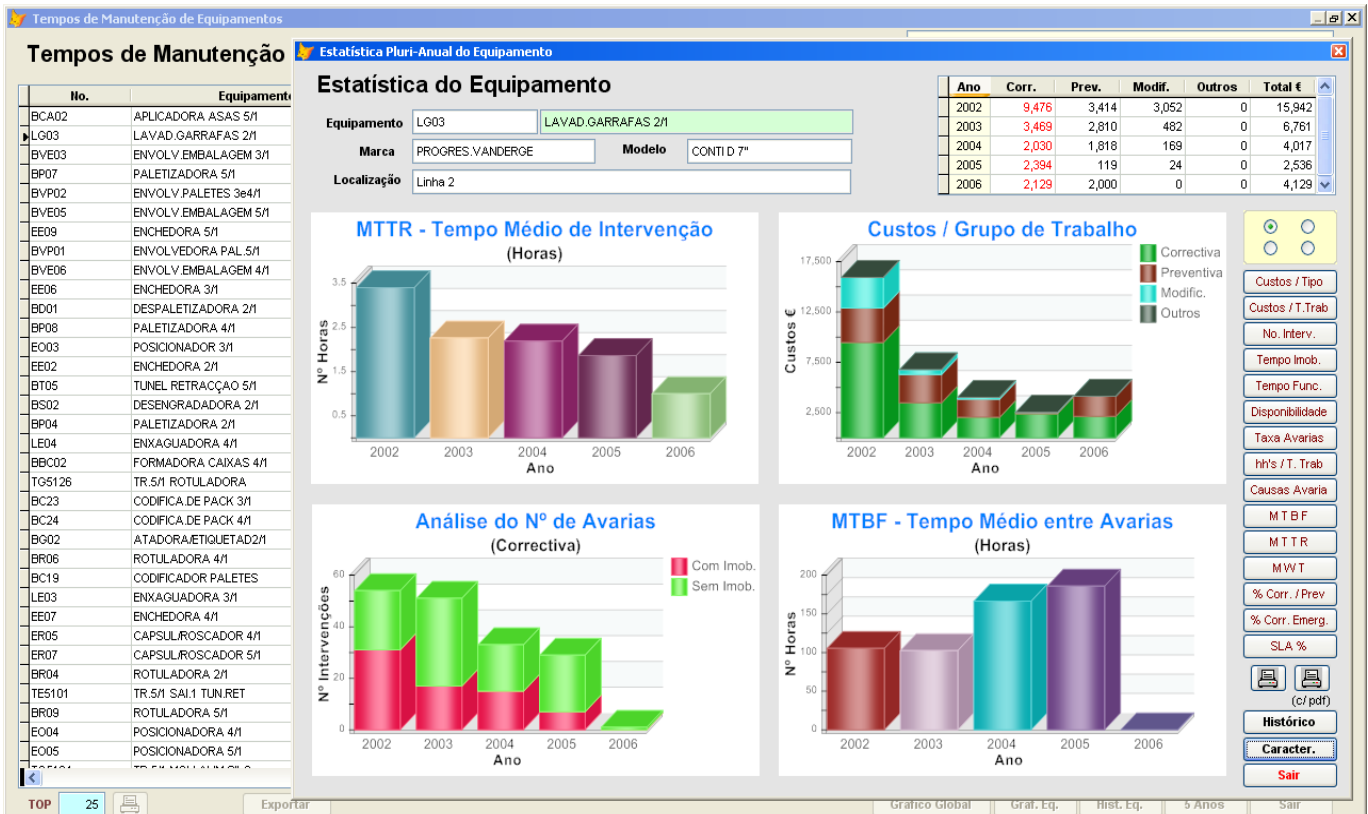 Tempos de Manutenção de Equipamentos
Tempos de Manutenção
No. Equipamento
BCA02 APLICADORA ASAS 5/1
LG03 LAVAD.GARRAFAS 2/1
BVE03 ENVOLV.EMBALAGEM 3/1
BP07 PALETIZADORA 5/1
BVP02 ENVOLV.PALETES 3e4/1
BVE05 ENVOLV.EMBALAGEM 5/1
EE09 ENCHEDORA 5/1
BVP01 ENVOLVEDORA PAL.5/1
BVE06 ENVOLV.EMBALAGEM 4/1
EE06 ENCHEDORA 3/1
BD01 DESPALETIZADORA 2/1
BP08 PALETIZADORA 4/1
EO03 POSICIONADOR 3/1
EE02 ENCHEDORA 2/1
BT05 TUNEL RETRACÇAO 5/1
BS02 DESENGRADADORA 2/1
BP04 PALETIZADORA 2/1
LE04 ENXAGUADORA 4/1
BBC02 FORMADORA CAIXAS 4/1
TG5126 TR.5/1 ROTULADORA
BC23 CODIFICA.DE PACK 3/1
BC24 CODIFICA.DE PACK 4/1
BG02 ATADORA/ETIQUETAD2/1
BR06 ROTULADORA 4/1
BC19 CODIFICADOR PALETES
LE03 ENXAGUADORA 3/1
EE07 ENCHEDORA 4/1
ER05 CAPSUL/ROSCADOR 4/1
ER07 CAPSUL/ROSCADOR 5/1
BR04 ROTULADORA 2/1
TE5101 TR.5/1 SAI.1 TUN.RET
BR09 ROTULADORA 5/1
EO04 POSICIONADORA 4/1
EO05 POSICIONADORA 5/1
TOP 25 Exportar Gráfico Global Graf. Eq. Hist. Eq. 5 Anos Sair
Estatística Pluri-Anual do Equipamento
Estatística do Equipamento
Equipamento LG03 LAVAD.GARRAFAS 2/1
Marca PROGRES.VANDERGE Modelo CONTI D 7"
Localização Linha 2
Ano Corr. Prev. Modif. Outros Total €
2002 9,476 3,414 3,052 0 15,942
2003 3,469 2,810 482 0 6,761
2004 2,030 1,818 169 0 4,017
2005 2,394 119 24 0 2,536
2006 2,129 2,000 0 0 4,129
MTTR - Tempo Médio de Intervenção
(Horas)
Nº Horas
3.5
2.5
1.5
0.5
2002 2003 2004 2005 2006
Ano
Custos / Grupo de Trabalho
Custos €
17,500
12,500
7,500
2,500
2002 2003 2004 2005 2006
Ano
Correctiva
Preventiva
Modific.
Outros
Análise do Nº de Avarias
(Correctiva)
Nº Intervenções
60
40
20
0
2002 2003 2004 2005 2006
Ano
Com Imob.
Sem Imob.
MTBF - Tempo Médio entre Avarias
(Horas)
Nº Horas
200
150
100
50
0
2002 2003 2004 2005 2006
Ano
Custos / Tipo
Custos / T.Trab
No. Interv.
Tempo Imob.
Tempo Func.
Disponibilidade
Taxa Avarias
hh's / T. Trab
Causas Avaria
M T B F
M T T R
M W T
% Corr. / Prev
% Corr. Emerg.
SLA %
(c/ pdf)
Histórico
Caracter.
Sair